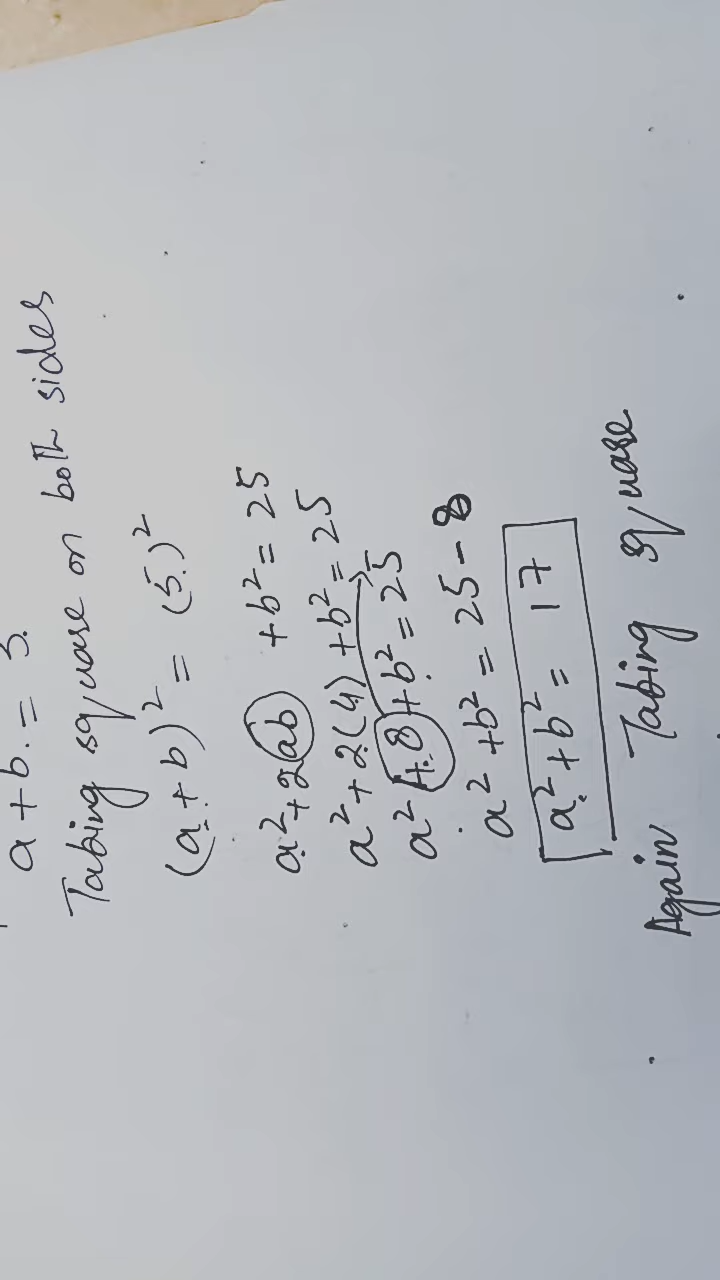 a + b = 5
Taking square on both sides
(a + b)² = (5)²
a² + 2ab + b² = 25
a² + 2(4) + b² = 25
a² + 8 + b² = 25
a² + b² = 25 - 8
a² + b² = 17
Again Taking square